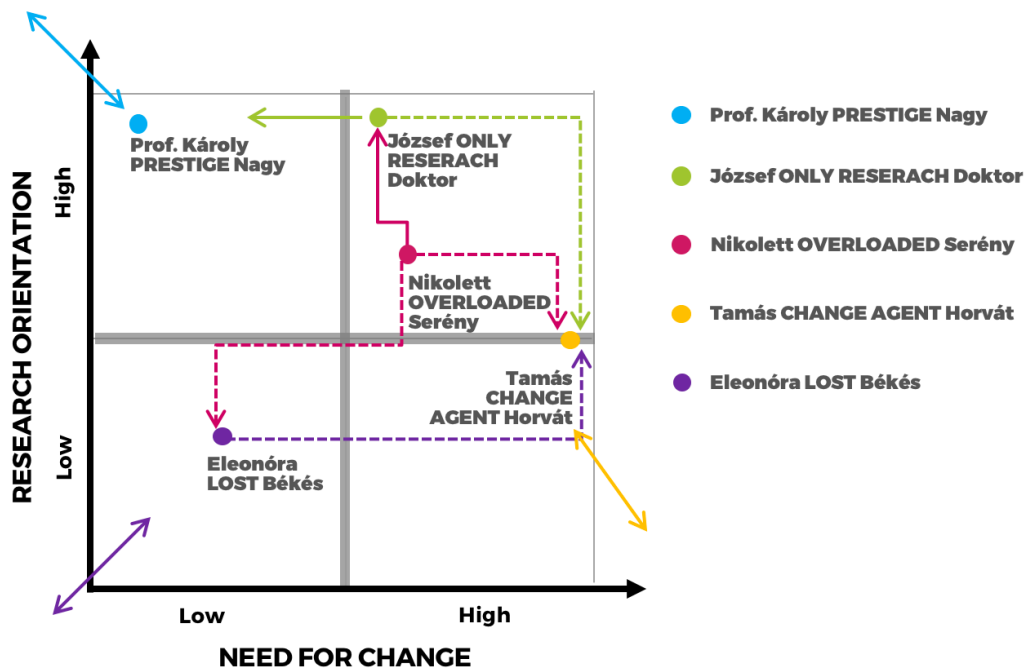 RESEARCH ORIENTATION
High
Low
Prof. Károly
PRESTIGE Nagy
József ONLY
RESERACH
Doktor
Nikolett
OVERLOADED
Serény
Tamás
CHANGE
AGENT Horvát
Eleonóra
LOST Békés
Low
High
NEED FOR CHANGE
Prof. Károly PRESTIGE Nagy
József ONLY RESERACH Doktor
Nikolett OVERLOADED Serény
Tamás CHANGE AGENT Horvát
Eleonóra LOST Békés